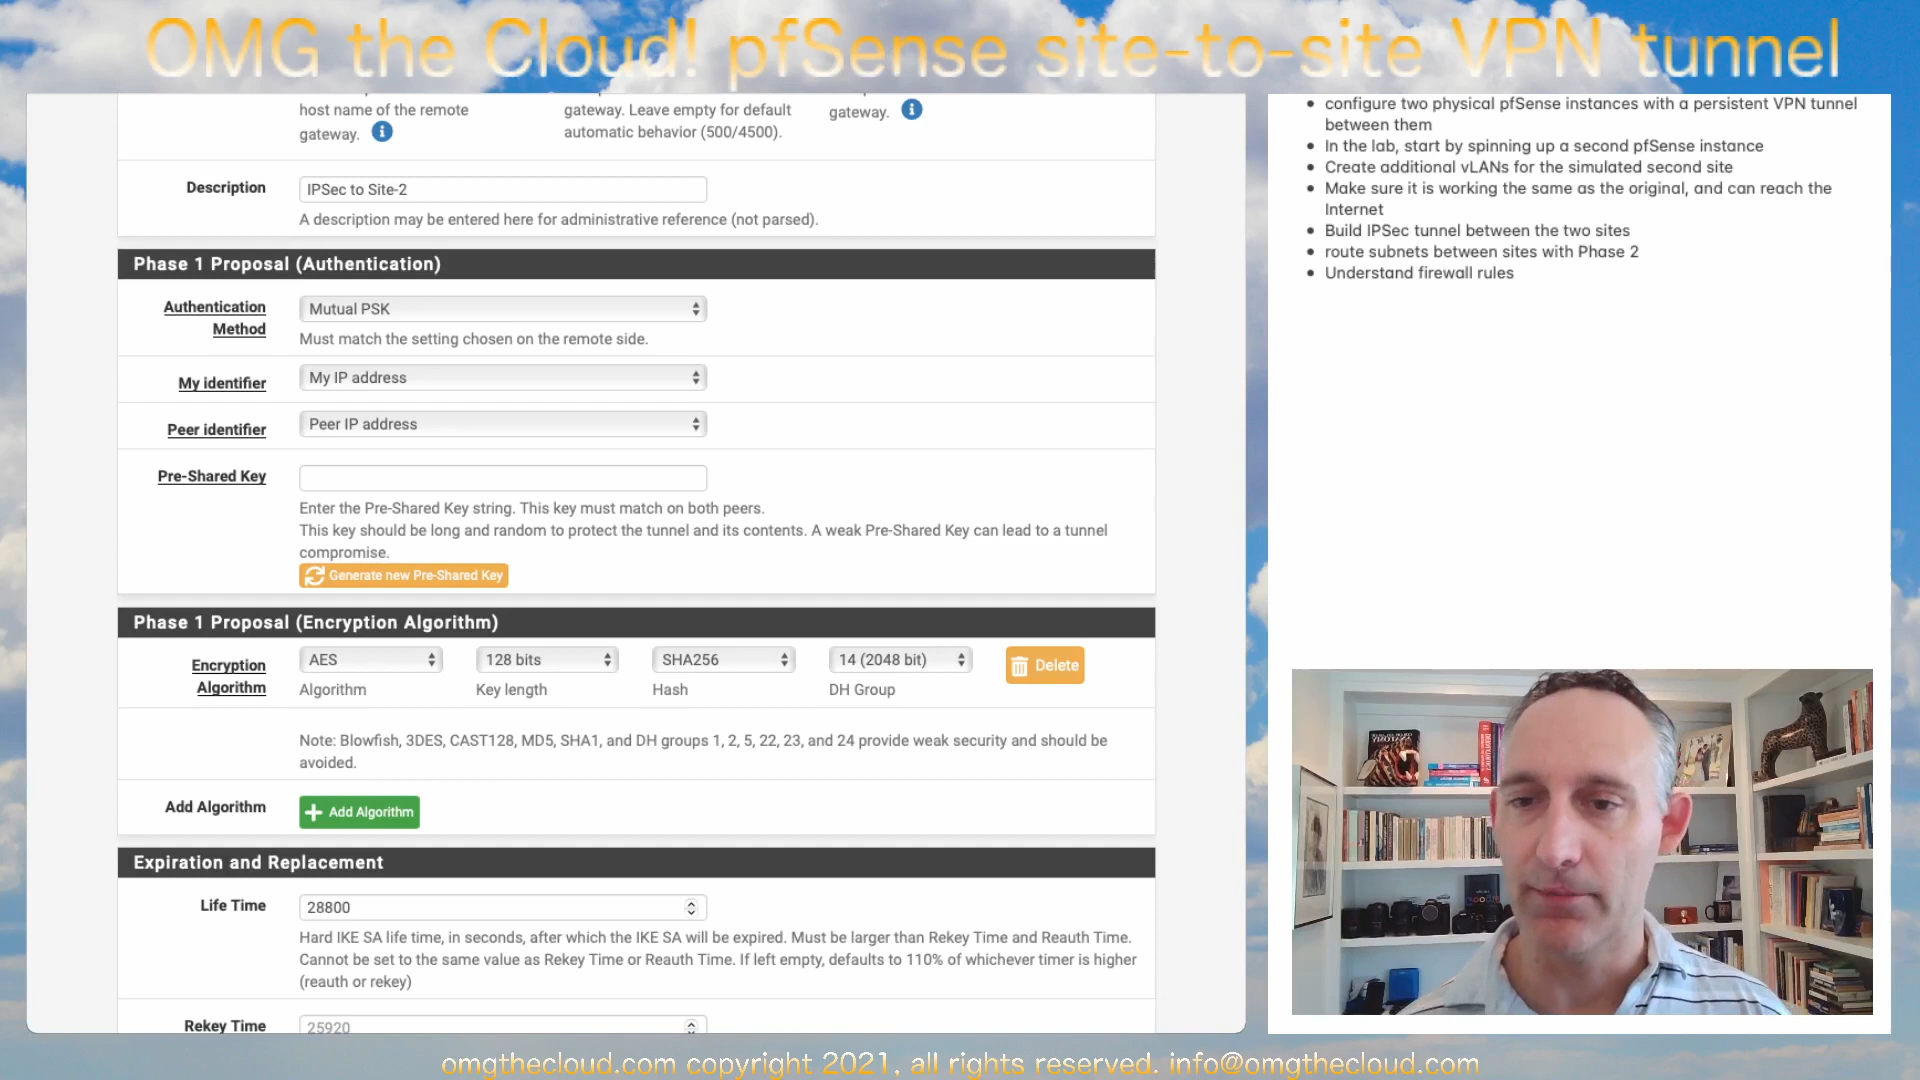 OMG the Cloud! pfSense site-to-site VPN tunnel
host name of the remote
gateway.
gateway. Leave empty for default
automatic behavior (500/4500).
gateway.
Description
IPSec to Site-2
A description may be entered here for administrative reference (not parsed).
Phase 1 Proposal (Authentication)
Authentication
Method
Mutual PSK
Must match the setting chosen on the remote side.
My identifier
My IP address
Peer identifier
Peer IP address
Pre-Shared Key
Enter the Pre-Shared Key string. This key must match on both peers.
This key should be long and random to protect the tunnel and its contents. A weak Pre-Shared Key can lead to a tunnel
compromise.
Generate new Pre-Shared Key
Phase 1 Proposal (Encryption Algorithm)
Encryption
Algorithm
AES
128 bits
SHA256
14 (2048 bit)
Delete
Algorithm
Key length
Hash
DH Group
Note: Blowfish, 3DES, CAST128, MD5, SHA1, and DH groups 1, 2, 5, 22, 23, and 24 provide weak security and should be
avoided.
Add Algorithm
Add Algorithm
Expiration and Replacement
Life Time
28800
Hard IKE SA life time, in seconds, after which the IKE SA will be expired. Must be larger than Rekey Time and Reauth Time.
Cannot be set to the same value as Rekey Time or Reauth Time. If left empty, defaults to 110% of whichever timer is higher
(reauth or rekey)
Rekey Time
25920
• configure two physical pfSense instances with a persistent VPN tunnel
between them
• In the lab, start by spinning up a second pfSense instance
• Create additional vLANs for the simulated second site
• Make sure it is working the same as the original, and can reach the
Internet
• Build IPSec tunnel between the two sites
• route subnets between sites with Phase 2
• Understand firewall rules
omgthecloud.com copyright 2021, all rights reserved. info@omgthecloud.com